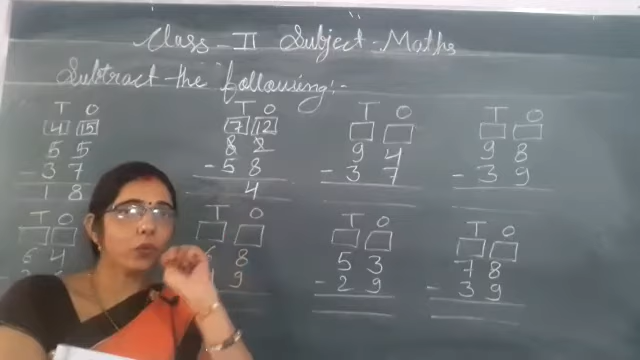 Class - II Subject - Maths
Subtract the following :-
T O T O T O T O
4 15 7 12
5 5 8 2 9 4 9 8
- 3 7 - 5 8 - 3 7 - 3 9
1 8 4
T O T O T O T O
5 4 8 5 3 7 8
9 - 2 9 - 3 9